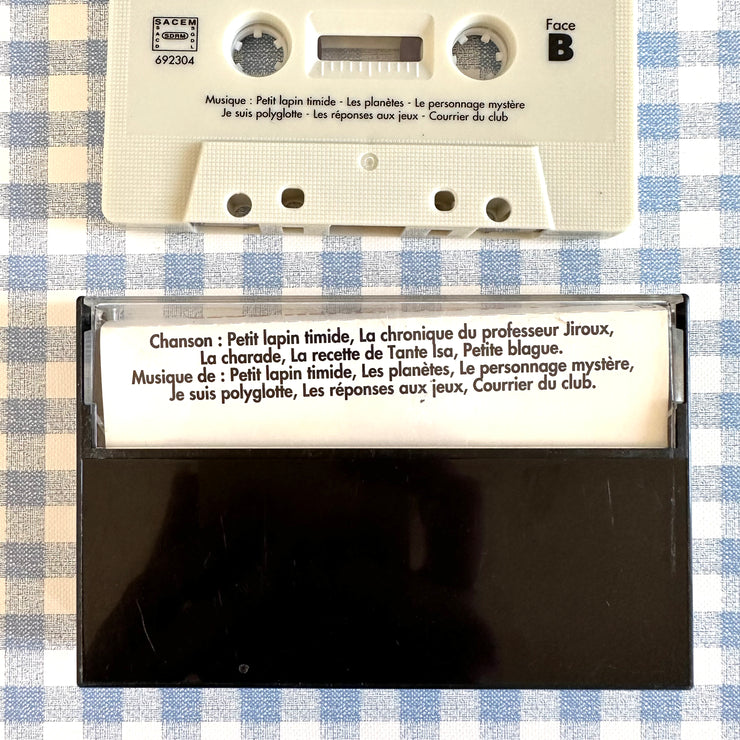 SACEM
SACD
SDRM
SGDL
692304
Face
B
Musique : Petit lapin timide - Les planètes - Le personnage mystère
Je suis polyglotte - Les réponses aux jeux - Courrier du club
Chanson : Petit lapin timide, La chronique du professeur Jiroux,
La charade, La recette de Tante Isa, Petite blague.
Musique de : Petit lapin timide, Les planètes, Le personnage mystère,
Je suis polyglotte, Les réponses aux jeux, Courrier du club.